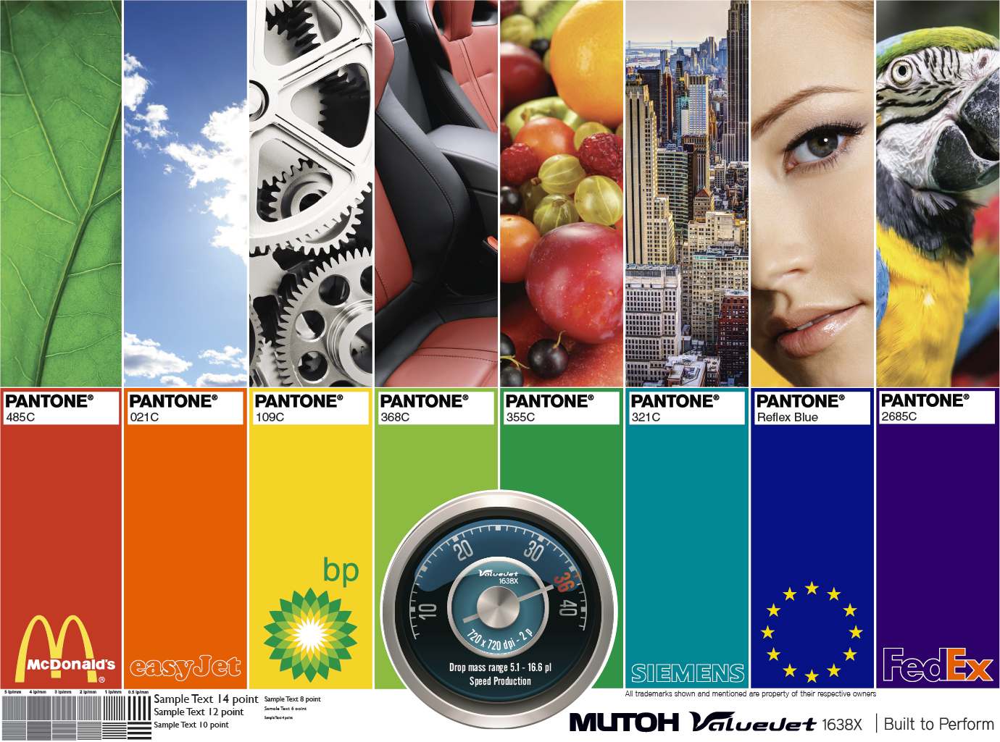 PANTONE®
485C
PANTONE®
021C
PANTONE®
109C
PANTONE®
368C
PANTONE®
355C
PANTONE®
321C
PANTONE®
Reflex Blue
PANTONE®
2685C
McDonald's
®
easyJet
bp
10
20
30
36
40
ValueJet
1638X
720 x 720 dpi - 2 p
Drop mass range 5.1 - 16.6 pl
Speed Production
SIEMENS
FedEx
5 lp/mm 4 lp/mm 3 lp/mm 2 lp/mm 1 lp/mm 0.5 lp/mm
Sample Text 14 point
Sample Text 12 point
Sample Text 10 point
Sample Text 8 point
Sample Text 6 point
Sample Text 4 point
All trademarks shown and mentioned are property of their respective owners
MUTOH ValueJet 1638X | Built to Perform